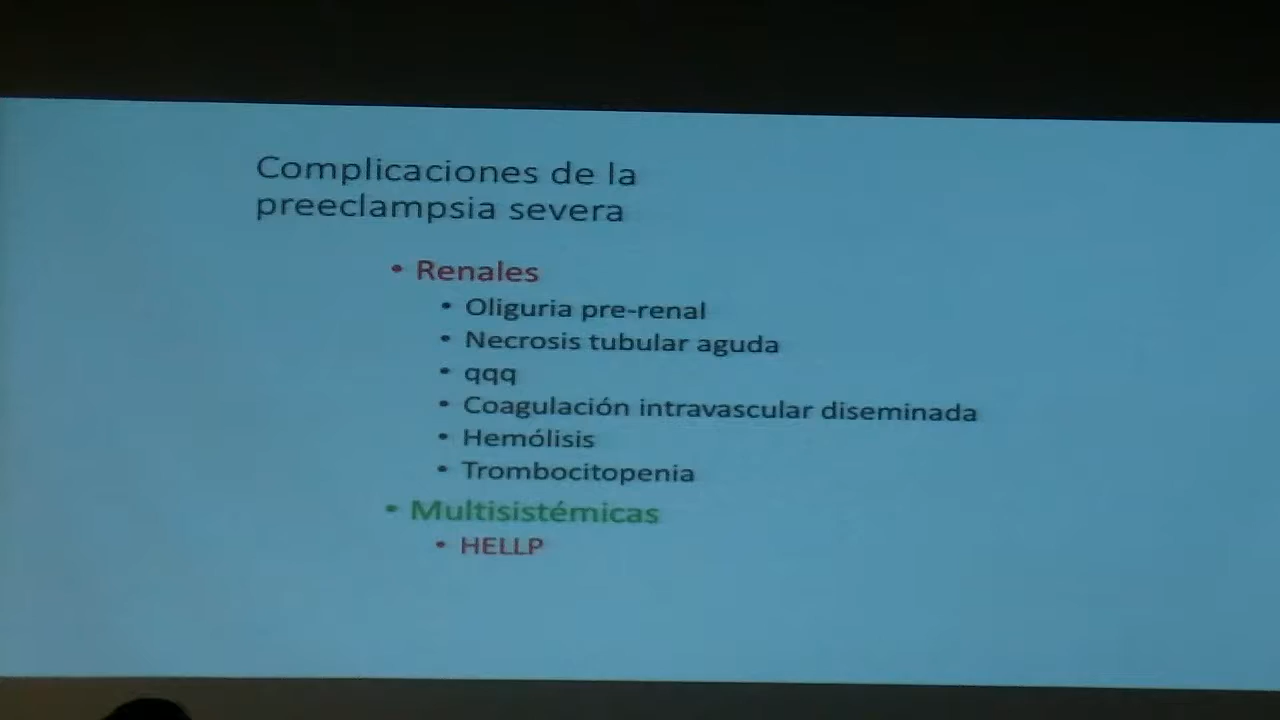 Complicaciones de la
preeclampsia severa
• Renales
• Oliguria pre-renal
• Necrosis tubular aguda
• qqq
• Coagulación intravascular diseminada
• Hemólisis
• Trombocitopenia
• Multisistémicas
• HELLP